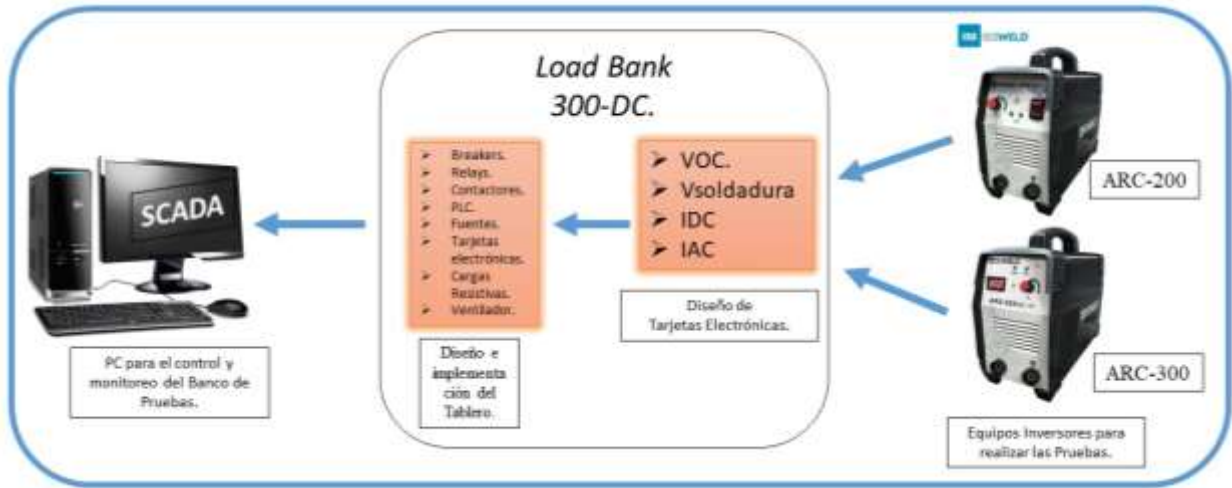 Load Bank
300-DC.
SCADA
PC para el control y
monitoreo del Banco de
Pruebas.
➢ Breakers.
➢ Relays.
➢ Contactores.
➢ PLC.
➢ Fuentes.
➢ Tarjetas
electrónicas.
➢ Cargas
Resistivas.
➢ Ventilador.
Diseño e
implementa
ción del
Tablero.
➢ VOC.
➢ Vsoldadura
➢ IDC
➢ IAC
Diseño de
Tarjetas Electrónicas.
ARC-200
ARC-300
Equipos Inversores para
realizar las Pruebas.